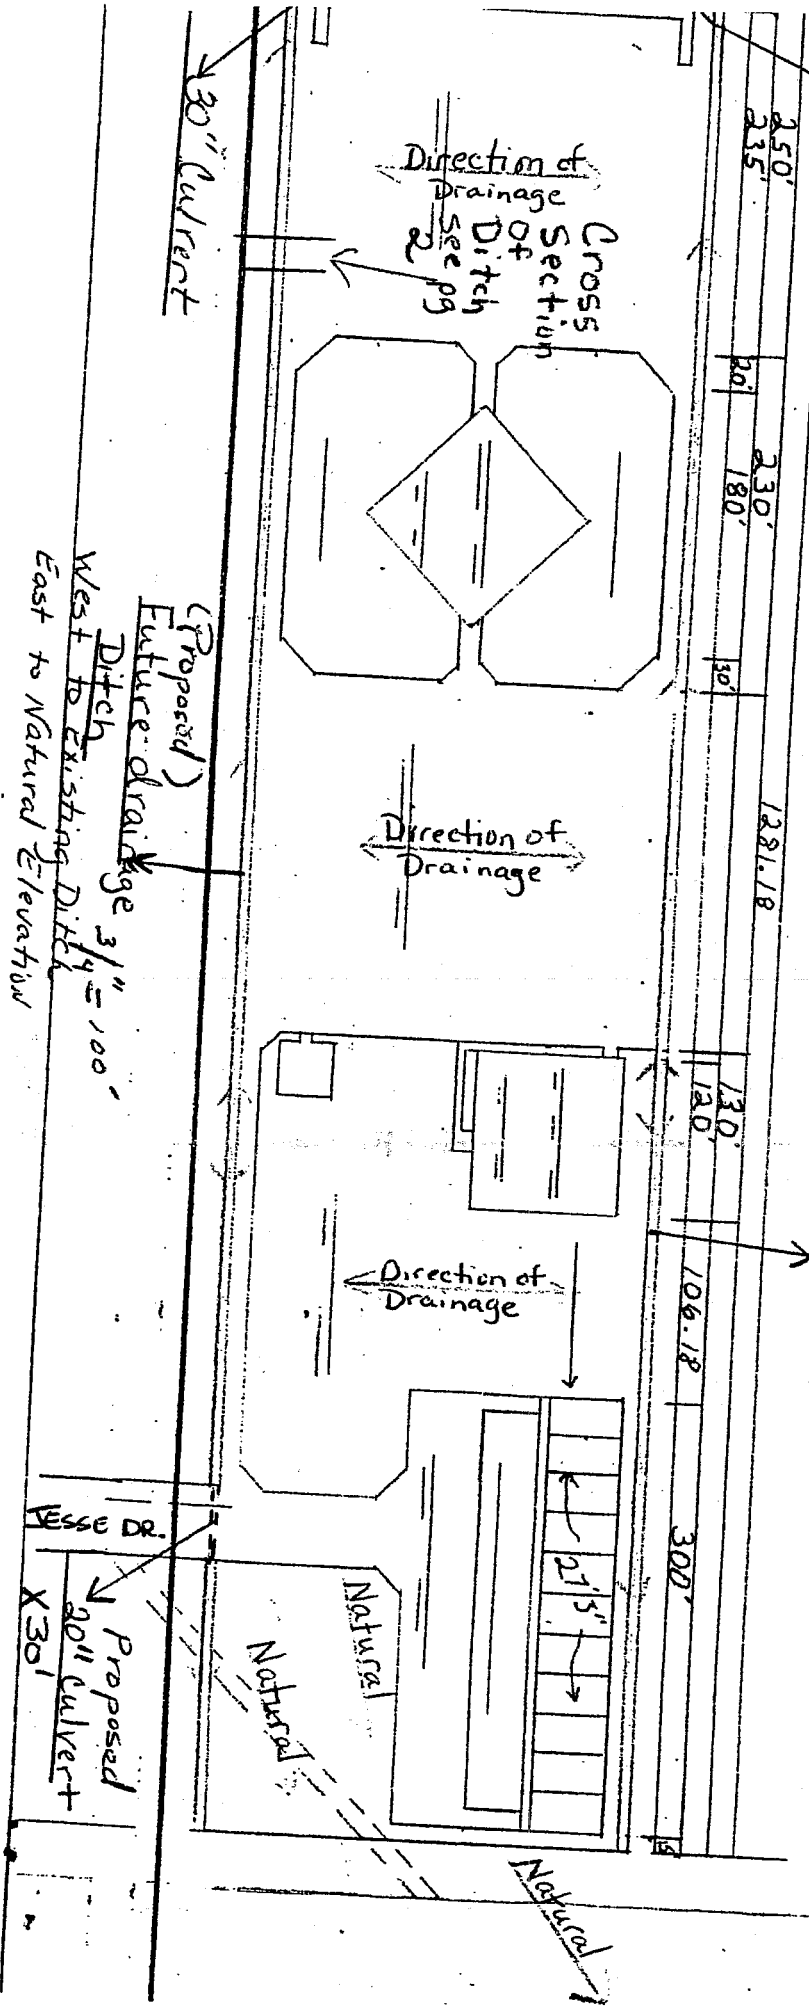 250'
235'
20'
230'
180'
30'
1281.18
130'
120'
106.18
300'
15'
30" Culvert
Direction of
Drainage
Cross
Section
of
Ditch
see pg
2
(Proposed)
Future drainage
Ditch
3/4" = 100'
West to Existing Ditch
East to Natural Elevation
Direction of
Drainage
Direction of
Drainage
27'5"
JESSE DR.
Proposed
20" Culvert
X 30'
Natural
Natural
Natural